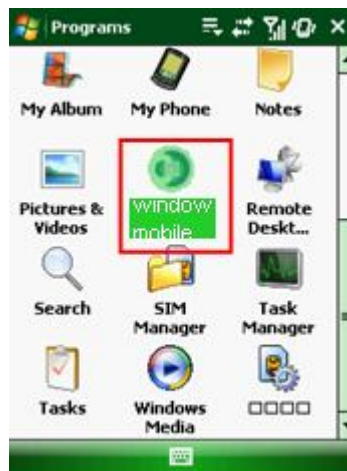 Programs
My Album
My Phone
Notes
Pictures &
Videos
window
mobile
Remote
Deskt...
Search
SIM
Manager
Task
Manager
Tasks
Windows
Media
□□□□